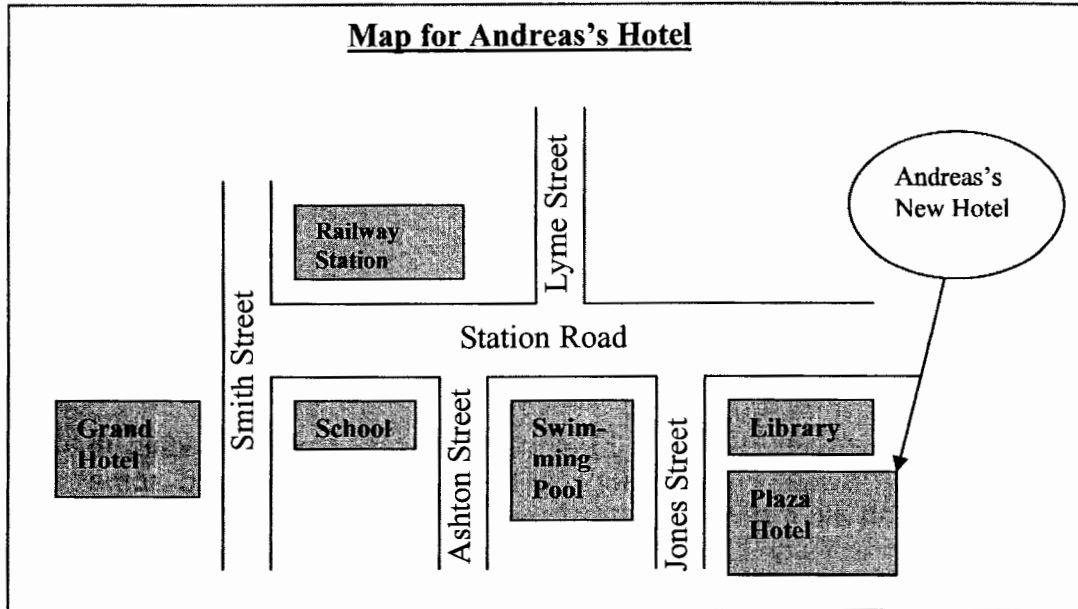 Map for Andreas's Hotel
Lyme Street
Andreas's
New Hotel
Railway
Station
Smith Street
Station Road
Grand
Hotel
School
Ashton Street
Swim-
ming
Pool
Jones Street
Library
Plaza
Hotel